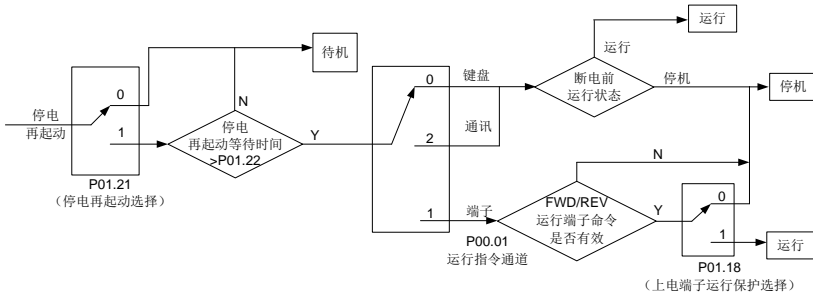 停电
再起动
0
1
P01.21
（停电再起动选择）
待机
N
停电
再起动等待时间
>P01.22
Y
0
键盘
2
通讯
1
端子
P00.01
运行指令通道
运行
运行
断电前
运行状态
停机
停机
N
FWD/REV
运行端子命令
是否有效
Y
0
1
P01.18
（上电端子运行保护选择）
运行